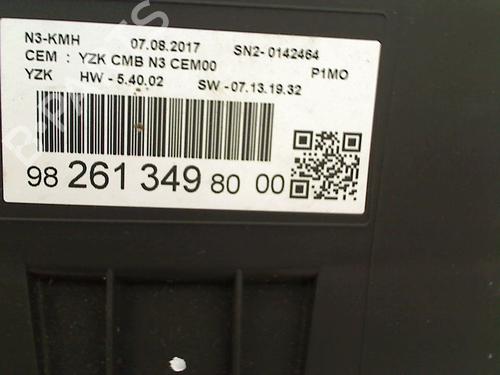 N3-KMH 07.08.2017 SN2- 0142464
CEM : YZK CMB N3 CEM00
YZK HW - 5.40.02 SW - 07.13.19.32 P1MO
98 261 349 80 00
B-PARTS